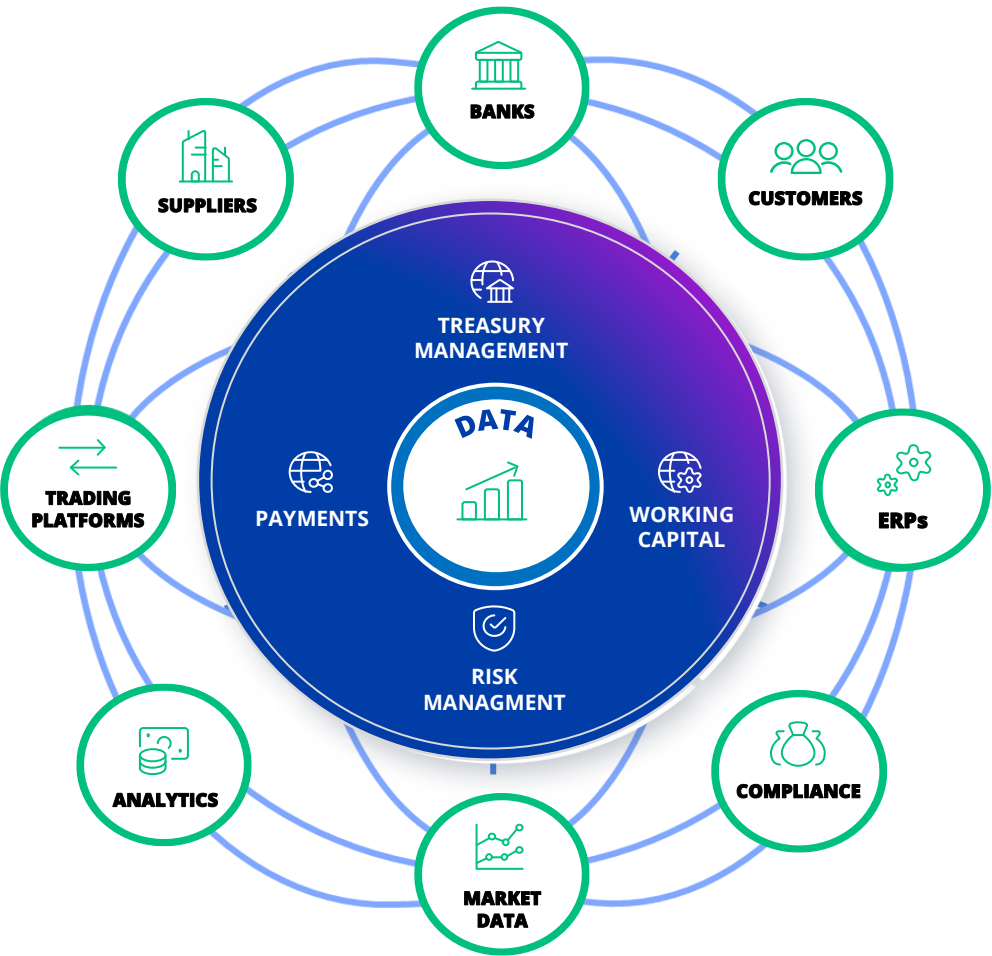 BANKS
SUPPLIERS
CUSTOMERS
TREASURY
MANAGEMENT
DATA
TRADING
PLATFORMS
PAYMENTS
WORKING
CAPITAL
ERPs
RISK
MANAGMENT
ANALYTICS
COMPLIANCE
MARKET
DATA